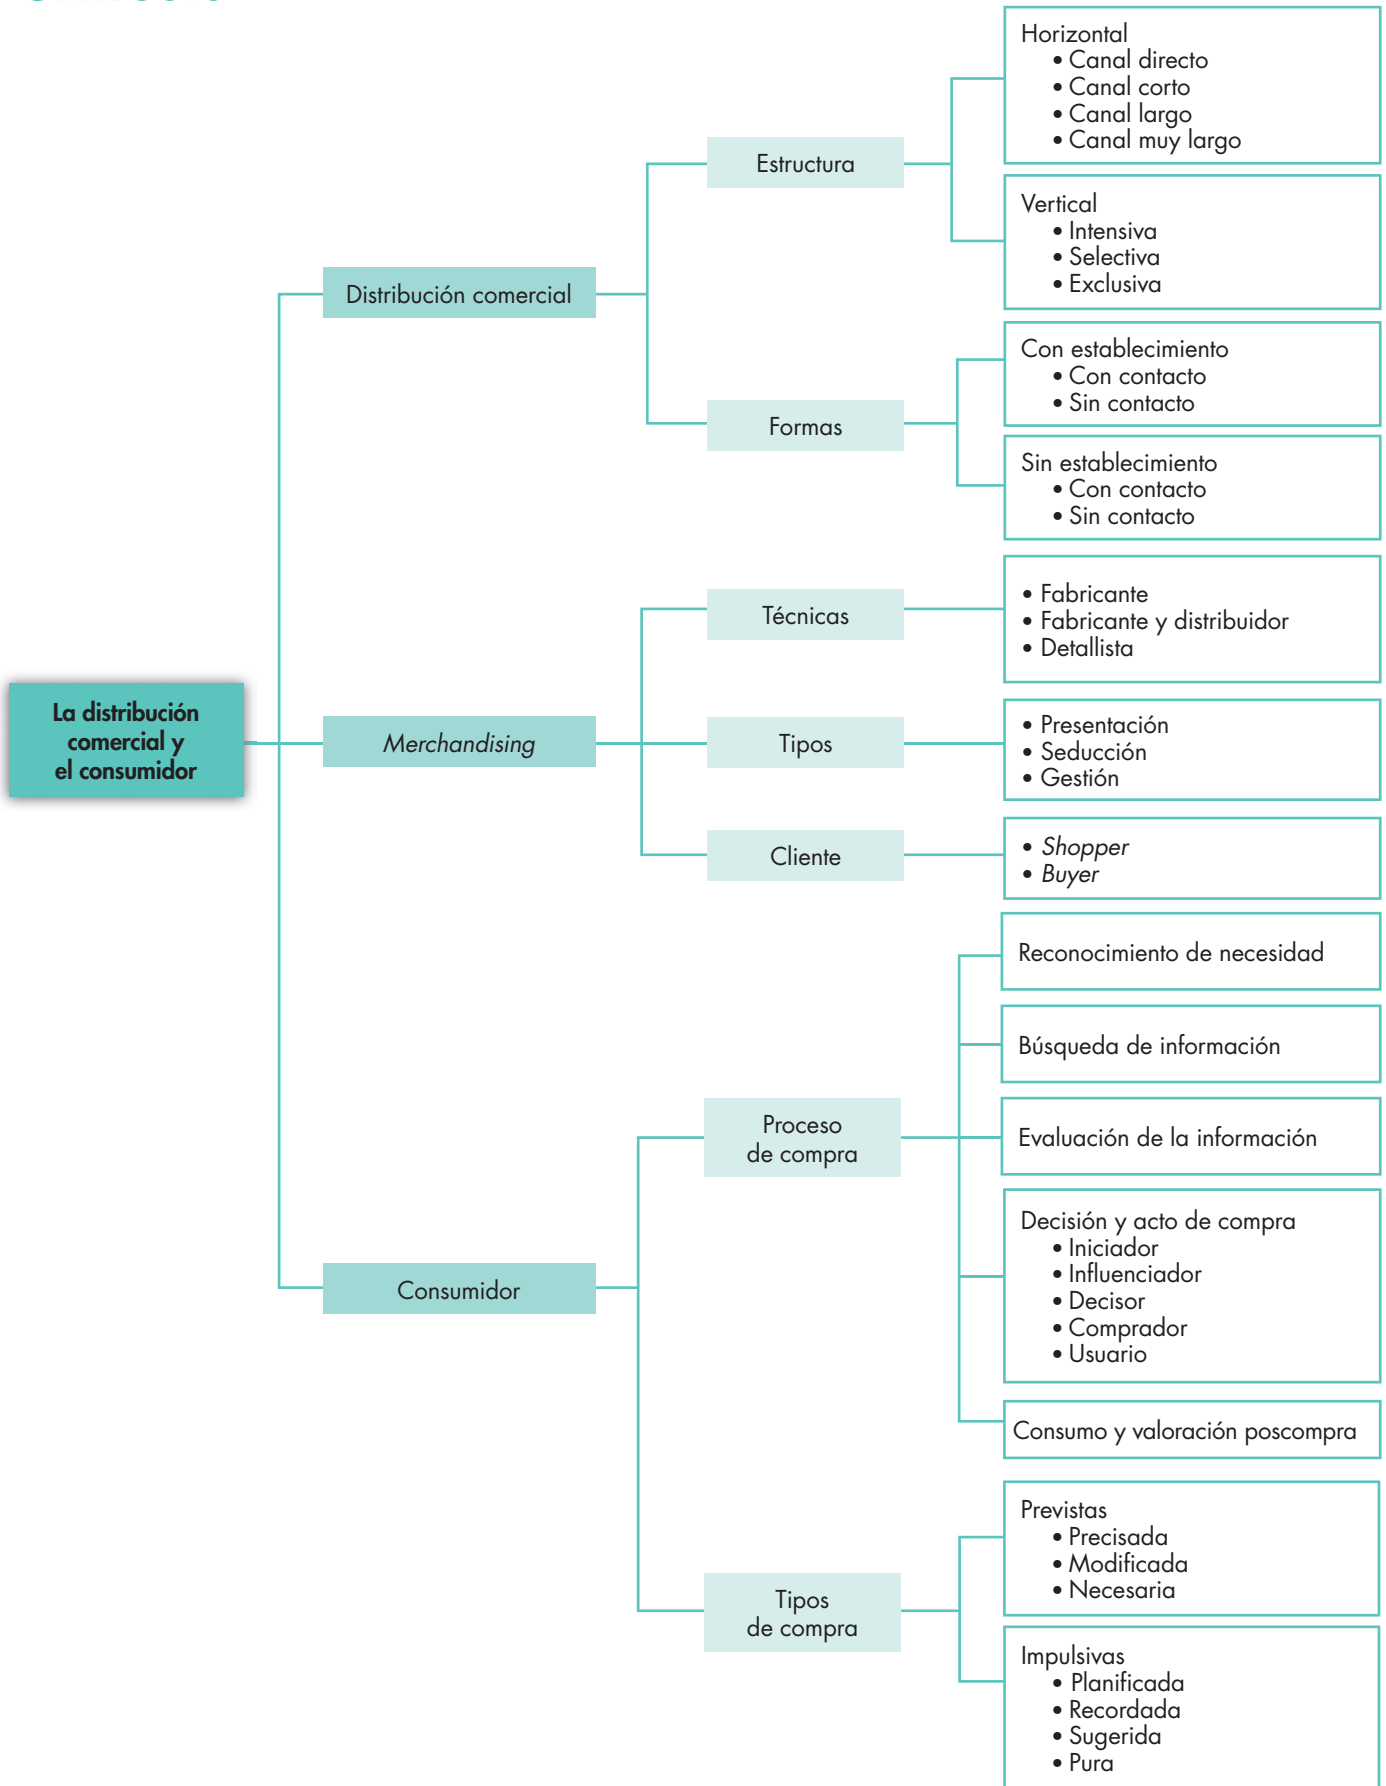 Horizontal
• Canal directo
• Canal corto
• Canal largo
• Canal muy largo
Estructura
Vertical
• Intensiva
• Selectiva
• Exclusiva
Distribución comercial
Con establecimiento
• Con contacto
• Sin contacto
Formas
Sin establecimiento
• Con contacto
• Sin contacto
Técnicas
• Fabricante
• Fabricante y distribuidor
• Detallista
La distribución
comercial y
el consumidor
Merchandising
Tipos
• Presentación
• Seducción
• Gestión
Cliente
• Shopper
• Buyer
Reconocimiento de necesidad
Búsqueda de información
Proceso
de compra
Evaluación de la información
Decisión y acto de compra
• Iniciador
• Influenciador
• Decisor
• Comprador
• Usuario
Consumidor
Consumo y valoración poscompra
Previstas
• Precisada
• Modificada
• Necesaria
Tipos
de compra
Impulsivas
• Planificada
• Recordada
• Sugerida
• Pura